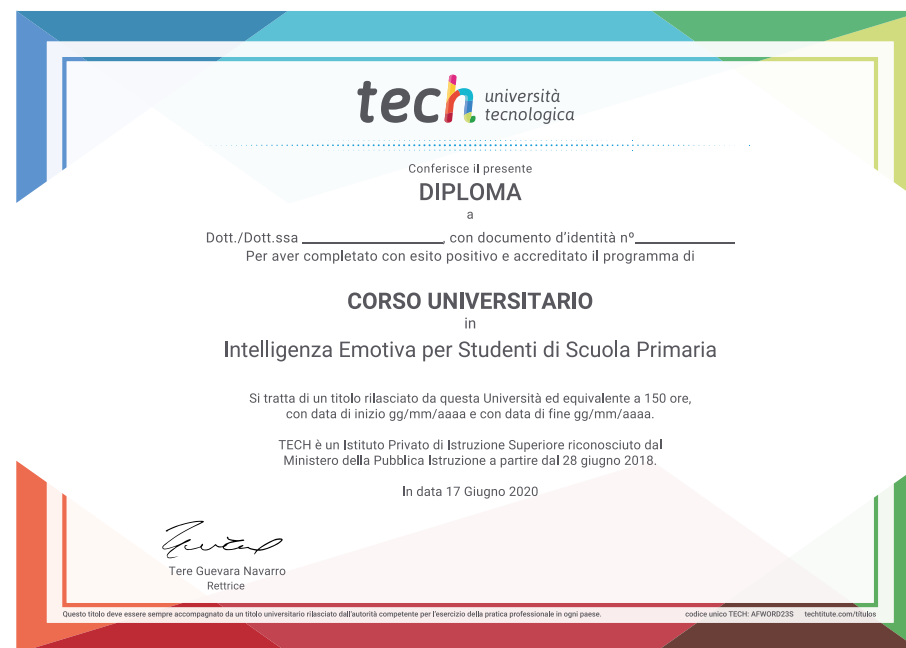 tech università
tecnologica
Conferisce il presente
DIPLOMA
a
Dott./Dott.ssa ____________________, con documento d'identità nº______________
Per aver completato con esito positivo e accreditato il programma di
CORSO UNIVERSITARIO
in
Intelligenza Emotiva per Studenti di Scuola Primaria
Si tratta di un titolo rilasciato da questa Università ed equivalente a 150 ore,
con data di inizio gg/mm/aaaa e con data di fine gg/mm/aaaa.
TECH è un Istituto Privato di Istruzione Superiore riconosciuto dal
Ministero della Pubblica Istruzione a partire dal 28 giugno 2018.
In data 17 Giugno 2020
Tere Guevara Navarro
Rettrice
Questo titolo deve essere sempre accompagnato da un titolo universitario rilasciato dall'autorità competente per l'esercizio della pratica professionale in ogni paese. codice unico TECH: AFWORD23S techtitute.com/títulos